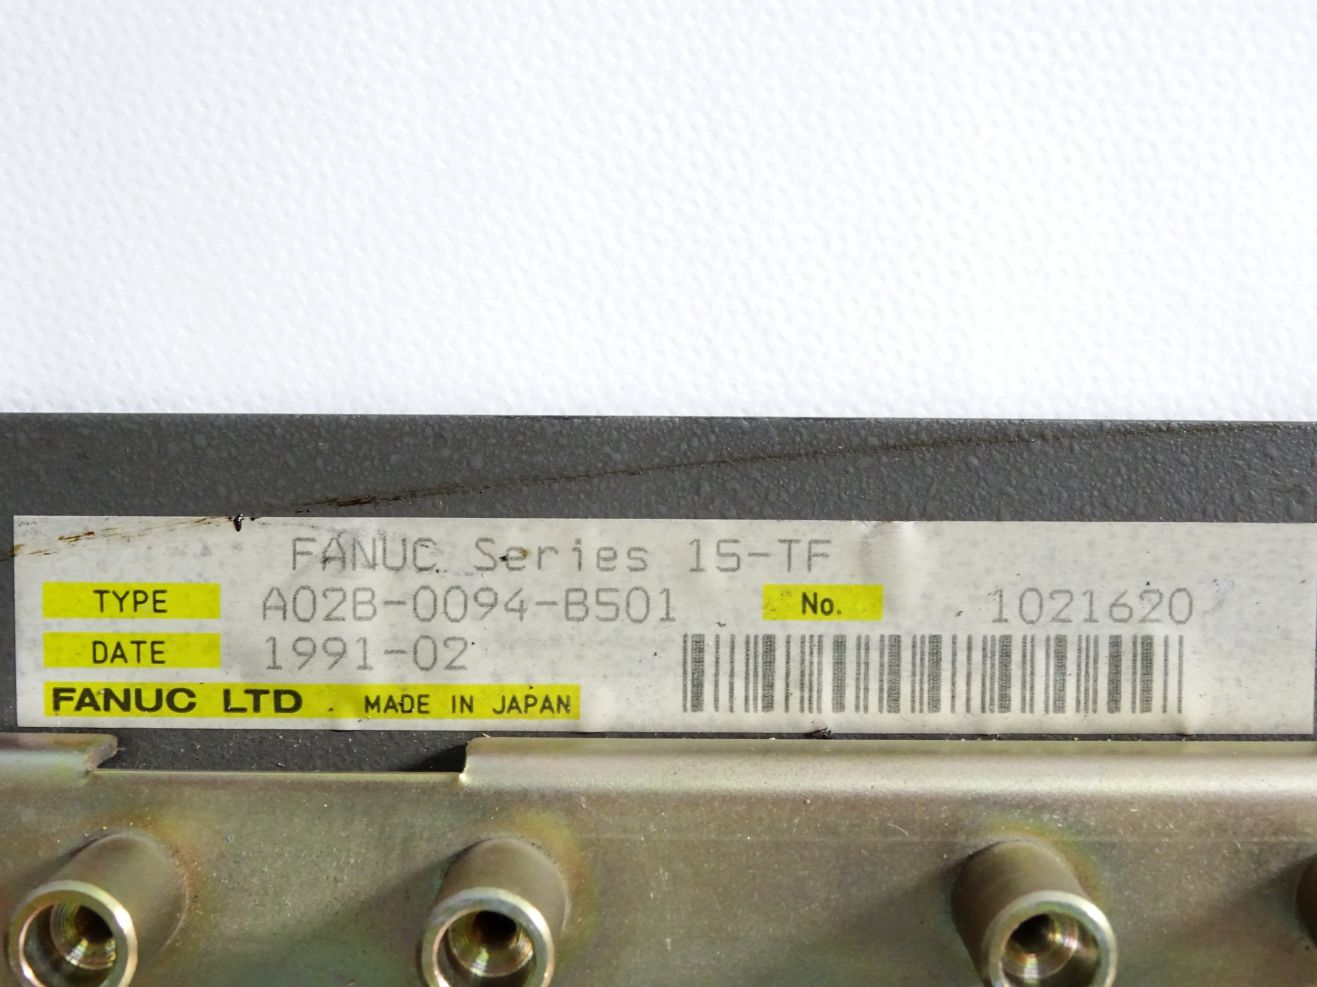 FANUC Series 15-TF
TYPE A02B-0094-B501 No. 1021620
DATE 1991-02
FANUC LTD MADE IN JAPAN